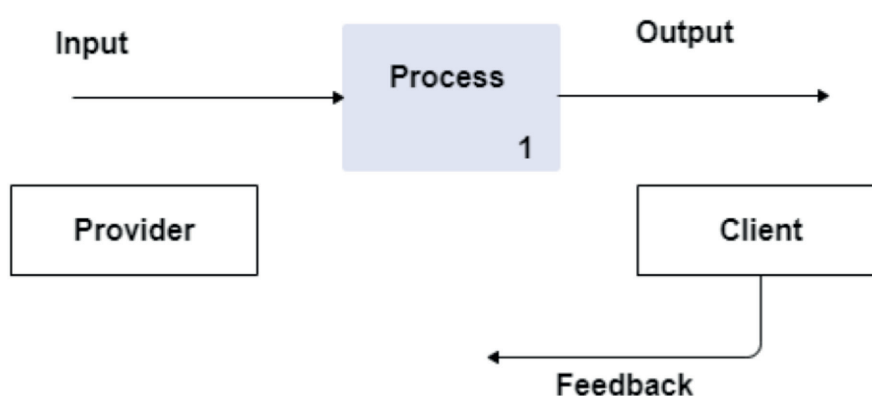 Input
Process
1
Output
Provider
Client
Feedback